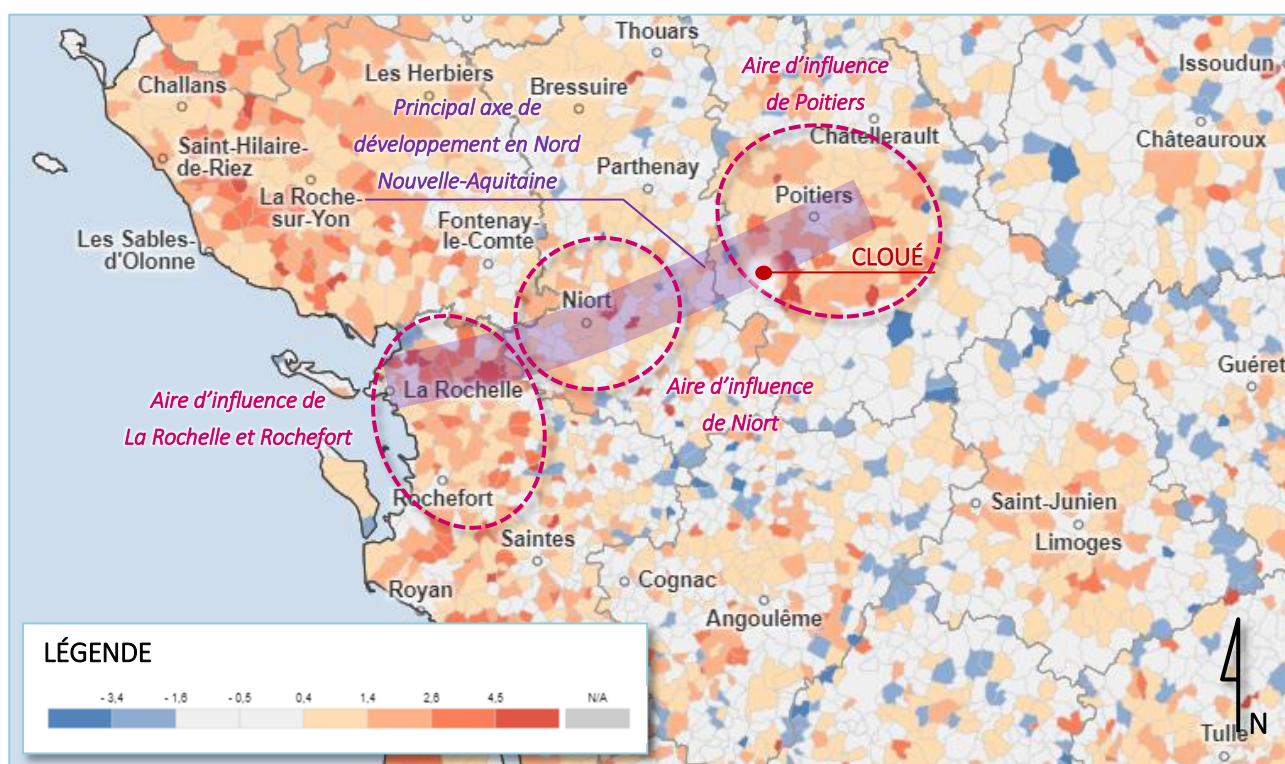 Thouars
Aire d'influence
de Poitiers
Issoudun
Challans
Les Herbiers
Bressuire
Principal axe de
développement en Nord
Nouvelle-Aquitaine
Châtellerault
Châteauroux
Saint-Hilaire-
de-Riez
Parthenay
La Roche-
sur-Yon
Poitiers
Fontenay-
le-Comte
Les Sables-
d'Olonne
CLOUÉ
Niort
Guéret
La Rochelle
Aire d'influence de
La Rochelle et Rochefort
Aire d'influence
de Niort
Rochefort
Saint-Junien
Limoges
Saintes
Cognac
Royan
Angoulême
LÉGENDE
- 3,4 - 1,6 - 0,5 0,4 1,4 2,6 4,5 N/A
N
Tulle